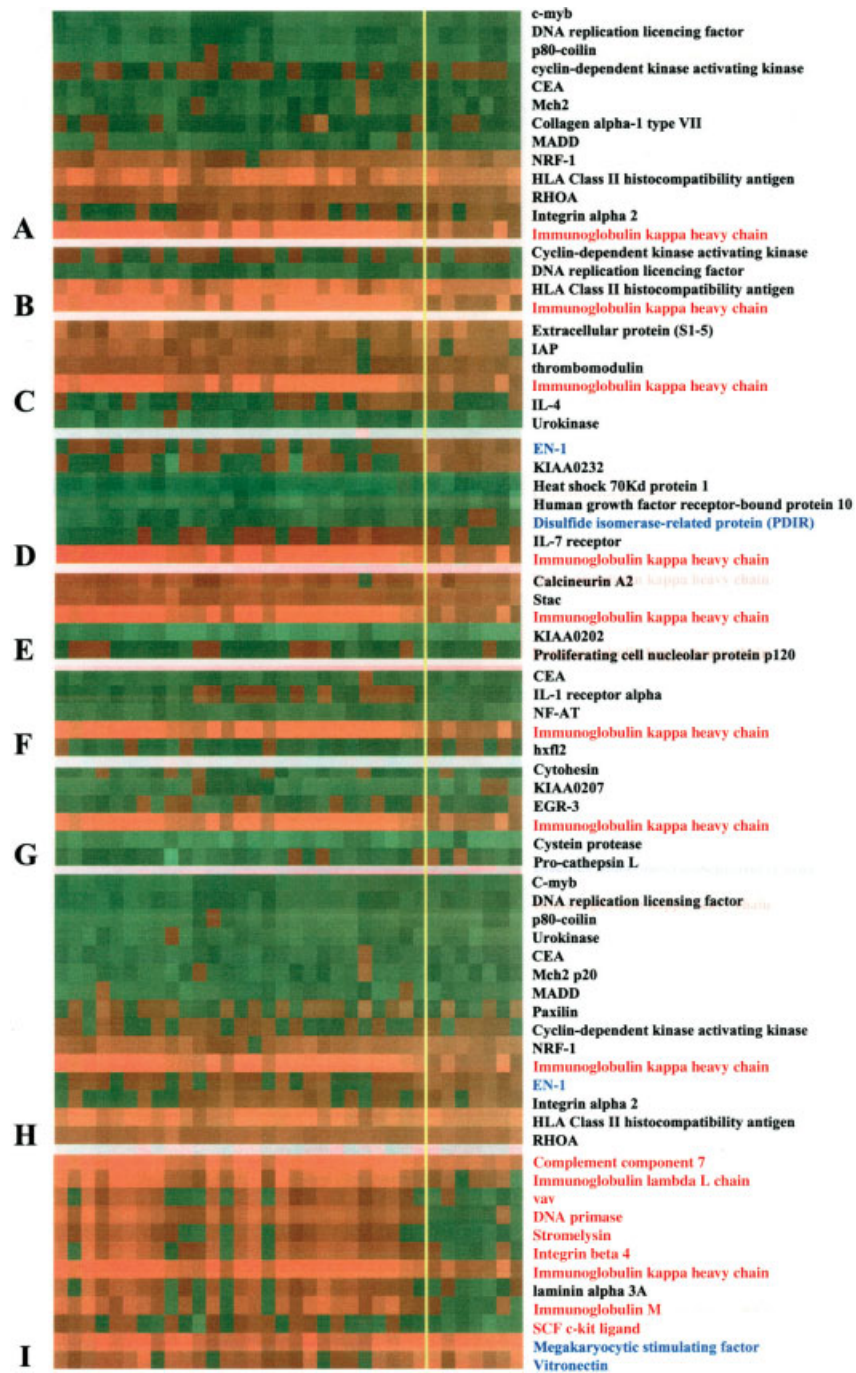 c-myb
DNA replication licencing factor
p80-coilin
cyclin-dependent kinase activating kinase
CEA
Mch2
Collagen alpha-1 type VII
MADD
NRF-1
HLA Class II histocompatibility antigen
RHOA
Integrin alpha 2
A
Immunoglobulin kappa heavy chain
Cyclin-dependent kinase activating kinase
DNA replication licencing factor
HLA Class II histocompatibility antigen
B
Immunoglobulin kappa heavy chain
Extracellular protein (S1-5)
IAP
thrombomodulin
Immunoglobulin kappa heavy chain
C
IL-4
Urokinase
EN-1
KIAA0232
Heat shock 70Kd protein 1
Human growth factor receptor-bound protein 10
Disulfide isomerase-related protein (PDIR)
IL-7 receptor
D
Immunoglobulin kappa heavy chain
Calcineurin A2
Stac
Immunoglobulin kappa heavy chain
KIAA0202
E
Proliferating cell nucleolar protein p120
CEA
IL-1 receptor alpha
NF-AT
Immunoglobulin kappa heavy chain
F
hxfl2
Cytohesin
KIAA0207
EGR-3
Immunoglobulin kappa heavy chain
Cystein protease
G
Pro-cathepsin L
C-myb
DNA replication licensing factor
p80-coilin
Urokinase
CEA
Mch2 p20
MADD
Paxilin
Cyclin-dependent kinase activating kinase
NRF-1
Immunoglobulin kappa heavy chain
EN-1
Integrin alpha 2
HLA Class II histocompatibility antigen
H
RHOA
Complement component 7
Immunoglobulin lambda L chain
vav
DNA primase
Stromelysin
Integrin beta 4
Immunoglobulin kappa heavy chain
laminin alpha 3A
Immunoglobulin M
SCF c-kit ligand
Megakaryocytic stimulating factor
I
Vitronectin